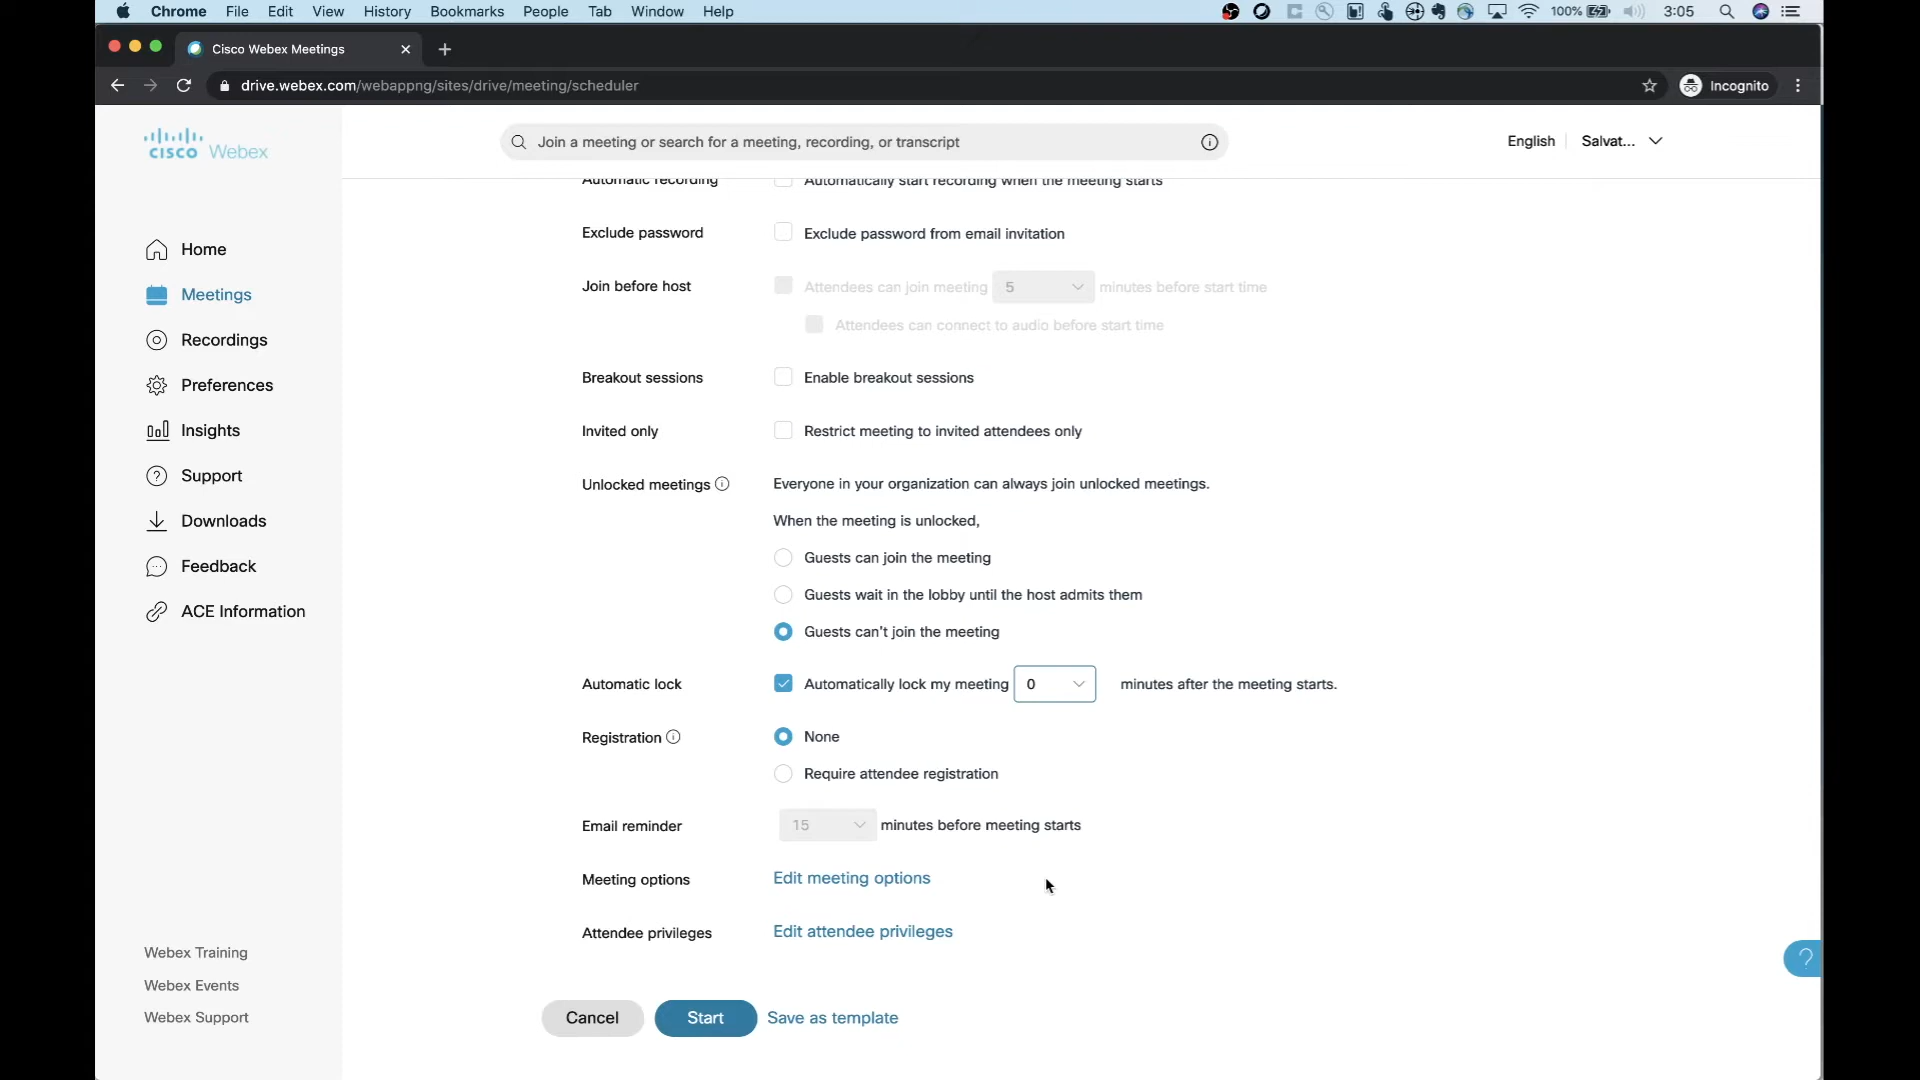 Chrome File Edit View History Bookmarks People Tab Window Help 100% 3:05
Cisco Webex Meetings
drive.webex.com/webappng/sites/drive/meeting/scheduler Incognito
CISCO Webex
Join a meeting or search for a meeting, recording, or transcript
English Salvat...
Home
Meetings
Recordings
Preferences
Insights
Support
Downloads
Feedback
ACE Information
Webex Training
Webex Events
Webex Support
Automatic recording Automatically start recording when the meeting starts
Exclude password Exclude password from email invitation
Join before host Attendees can join meeting 5 minutes before start time
Attendees can connect to audio before start time
Breakout sessions Enable breakout sessions
Invited only Restrict meeting to invited attendees only
Unlocked meetings Everyone in your organization can always join unlocked meetings.
When the meeting is unlocked,
Guests can join the meeting
Guests wait in the lobby until the host admits them
Guests can't join the meeting
Automatic lock Automatically lock my meeting 0 minutes after the meeting starts.
Registration None
Require attendee registration
Email reminder 15 minutes before meeting starts
Meeting options Edit meeting options
Attendee privileges Edit attendee privileges
Cancel Start Save as template
?